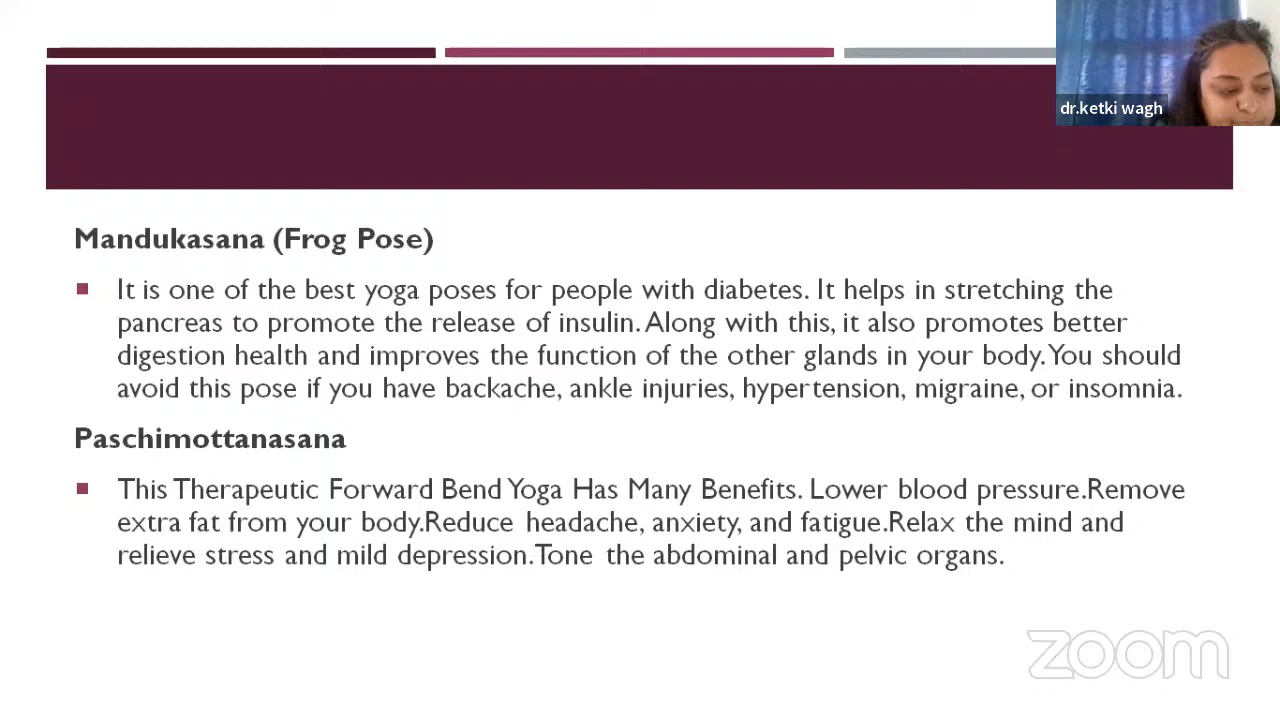 dr.ketki wagh
Mandukasana (Frog Pose)
It is one of the best yoga poses for people with diabetes. It helps in stretching the
pancreas to promote the release of insulin. Along with this, it also promotes better
digestion health and improves the function of the other glands in your body. You should
avoid this pose if you have backache, ankle injuries, hypertension, migraine, or insomnia.
Paschimottanasana
This Therapeutic Forward Bend Yoga Has Many Benefits. Lower blood pressure.Remove
extra fat from your body.Reduce headache, anxiety, and fatigue.Relax the mind and
relieve stress and mild depression.Tone the abdominal and pelvic organs.
zoom